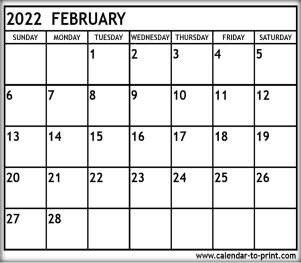 2022 FEBRUARY
SUNDAY MONDAY TUESDAY WEDNESDAY THURSDAY FRIDAY SATURDAY
1 2 3 4 5
6 7 8 9 10 11 12
13 14 15 16 17 18 19
20 21 22 23 24 25 26
27 28
www.calendar-to-print.com